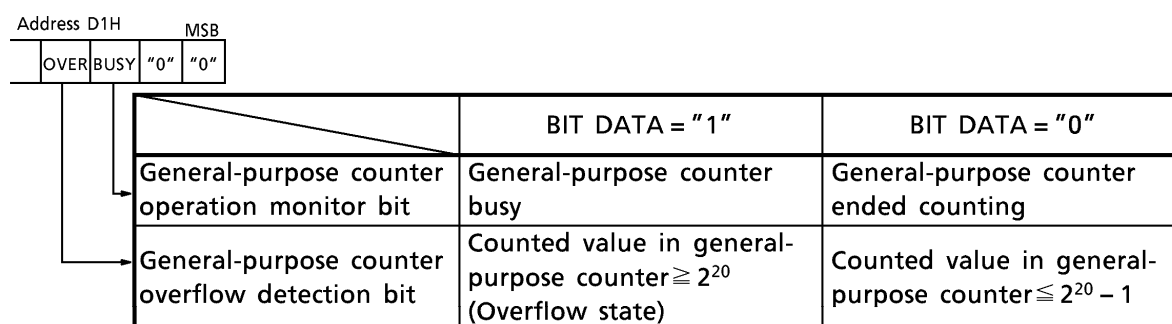 Address D1H
MSB
OVER BUSY "0" "0"
BIT DATA = "1" BIT DATA = "0"
General-purpose counter General-purpose counter General-purpose counter
operation monitor bit busy ended counting
General-purpose counter Counted value in general- Counted value in general-
overflow detection bit purpose counter ≧ 2²⁰ purpose counter ≦ 2²⁰ – 1
(Overflow state)